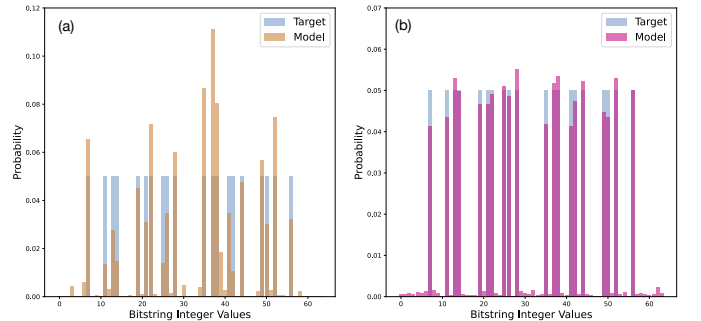 (a)
Target
Model
0.12
0.10
0.08
0.06
0.04
0.02
0.00
Probability
0 10 20 30 40 50 60
Bitstring Integer Values
(b)
Target
Model
0.07
0.06
0.05
0.04
0.03
0.02
0.01
0.00
Probability
0 10 20 30 40 50 60
Bitstring Integer Values